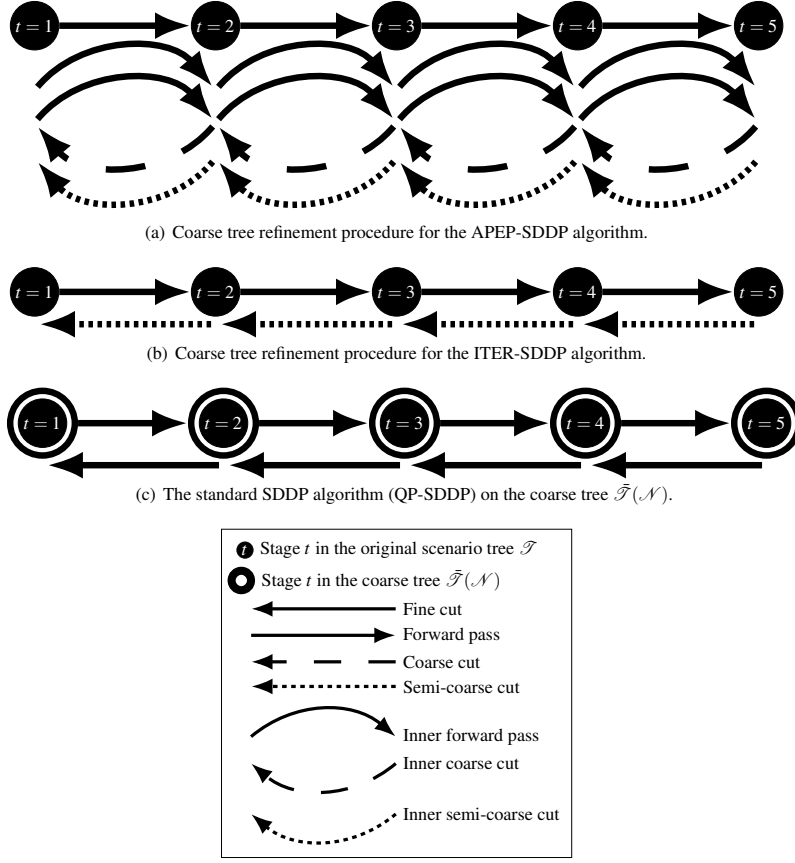 t = 1 t = 2 t = 3 t = 4 t = 5
(a) Coarse tree refinement procedure for the APEP-SDDP algorithm.
t = 1 t = 2 t = 3 t = 4 t = 5
(b) Coarse tree refinement procedure for the ITER-SDDP algorithm.
t = 1 t = 2 t = 3 t = 4 t = 5
(c) The standard SDDP algorithm (QP-SDDP) on the coarse tree 𝒯̄(𝒩).
t Stage t in the original scenario tree 𝒯
Stage t in the coarse tree 𝒯̄(𝒩)
Fine cut
Forward pass
Coarse cut
Semi-coarse cut
Inner forward pass
Inner coarse cut
Inner semi-coarse cut